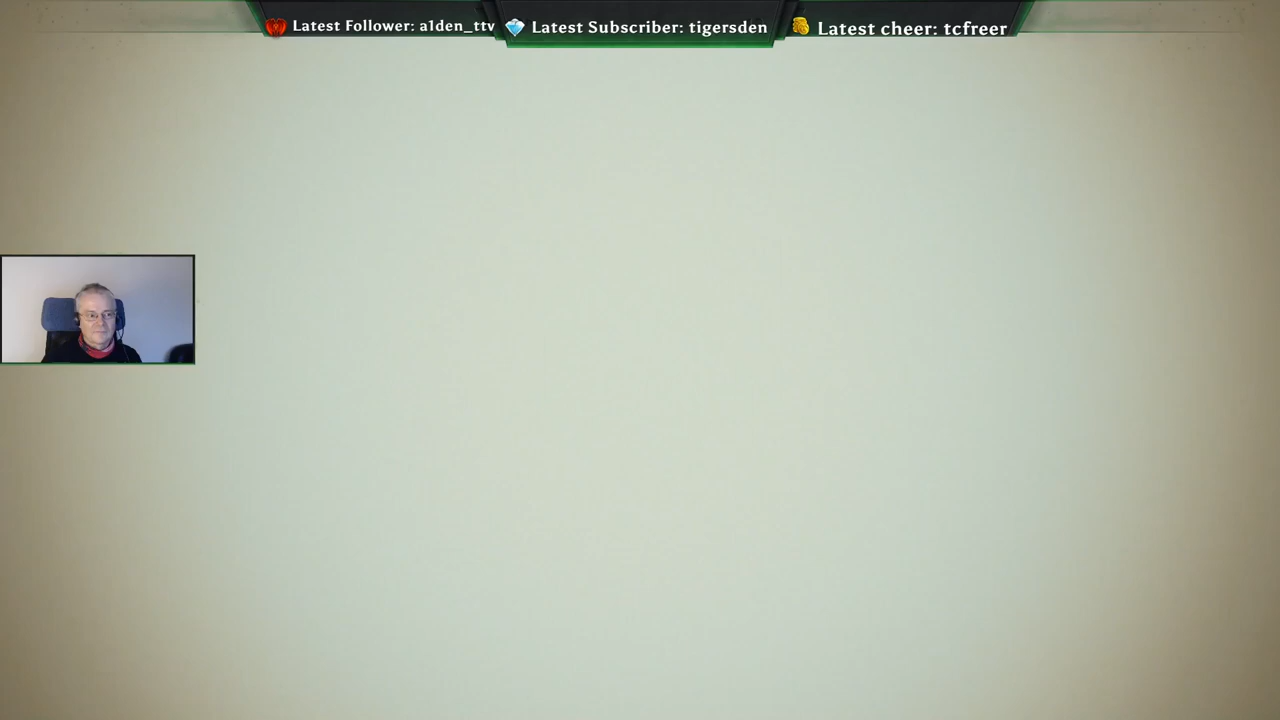 Latest Follower: a1den_ttv
Latest Subscriber: tigersden
Latest cheer: tcfreer